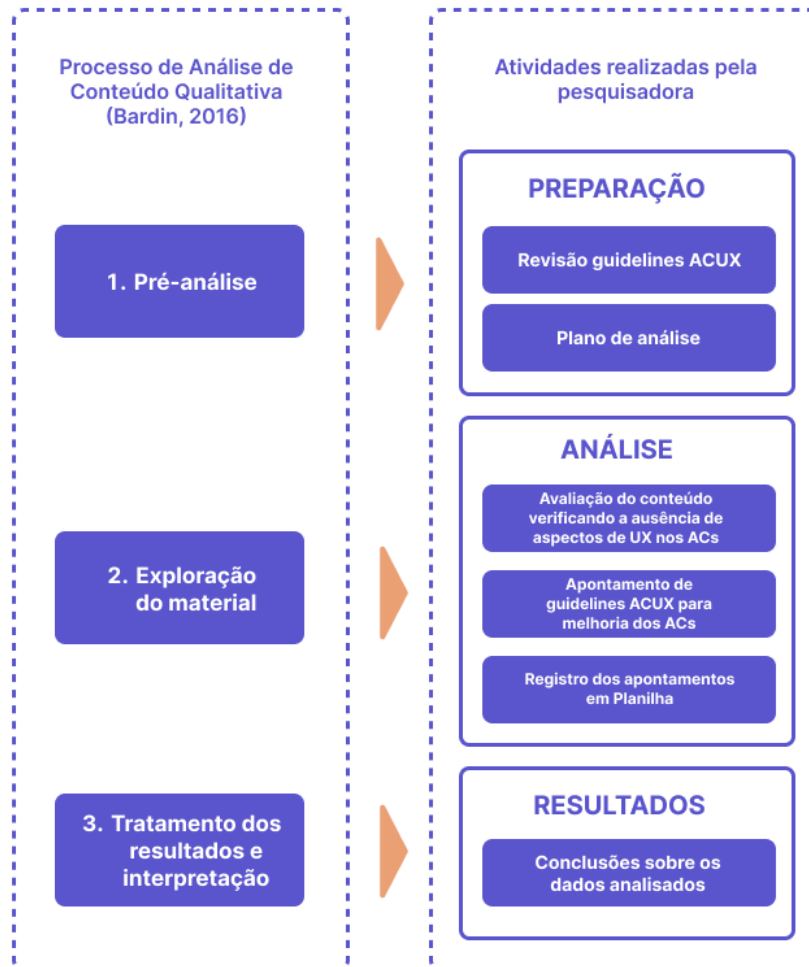 Processo de Análise de
Conteúdo Qualitativa
(Bardin, 2016)
1. Pré-análise
2. Exploração
do material
3. Tratamento dos
resultados e
interpretação
Atividades realizadas pela
pesquisadora
PREPARAÇÃO
Revisão guidelines ACUX
Plano de análise
ANÁLISE
Avaliação do conteúdo
verificando a ausência de
aspectos de UX nos ACs
Apontamento de
guidelines ACUX para
melhoria dos ACs
Registro dos apontamentos
em Planilha
RESULTADOS
Conclusões sobre os
dados analisados